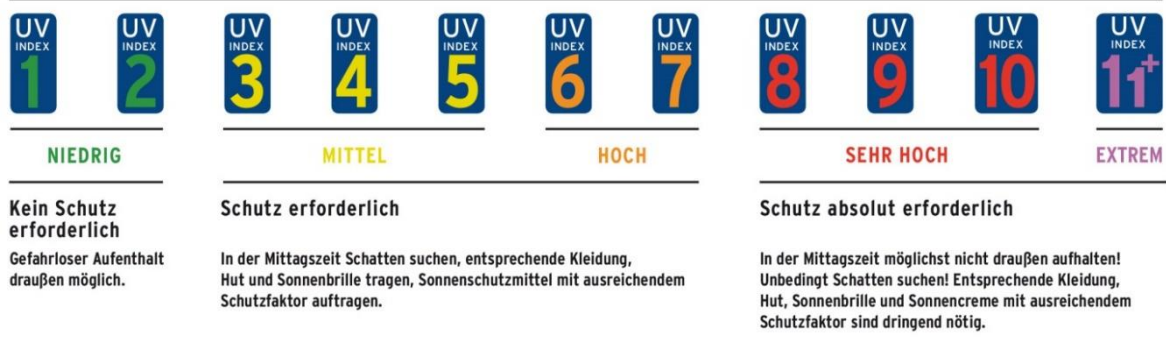 UV INDEX 1
UV INDEX 2
UV INDEX 3
UV INDEX 4
UV INDEX 5
UV INDEX 6
UV INDEX 7
UV INDEX 8
UV INDEX 9
UV INDEX 10
UV INDEX 11+
NIEDRIG
MITTEL
HOCH
SEHR HOCH
EXTREM
Kein Schutz
erforderlich
Gefahrloser Aufenthalt
draußen möglich.
Schutz erforderlich
In der Mittagszeit Schatten suchen, entsprechende Kleidung,
Hut und Sonnenbrille tragen, Sonnenschutzmittel mit ausreichendem
Schutzfaktor auftragen.
Schutz absolut erforderlich
In der Mittagszeit möglichst nicht draußen aufhalten!
Unbedingt Schatten suchen! Entsprechende Kleidung,
Hut, Sonnenbrille und Sonnencreme mit ausreichendem
Schutzfaktor sind dringend nötig.